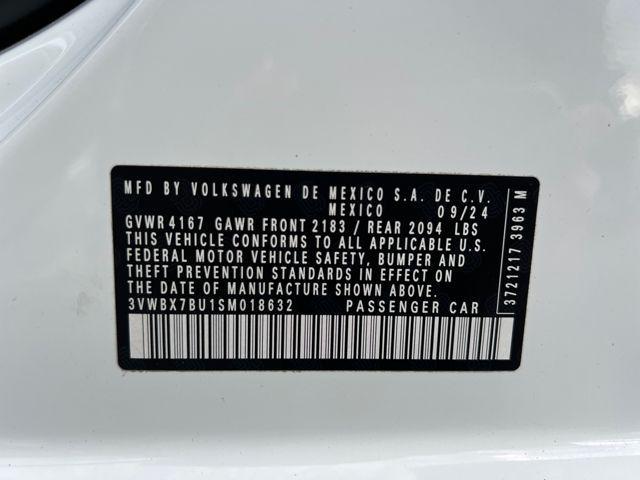 MFD BY VOLKSWAGEN DE MEXICO S.A. DE C.V.
MEXICO 09/24
GVWR 4167 GAWR FRONT 2183 / REAR 2094 LBS
THIS VEHICLE CONFORMS TO ALL APPLICABLE U.S.
FEDERAL MOTOR VEHICLE SAFETY, BUMPER AND
THEFT PREVENTION STANDARDS IN EFFECT ON
THE DATE OF MANUFACTURE SHOWN ABOVE.
3VWBX7BU1SM018632 PASSENGER CAR
3721217 3963 M